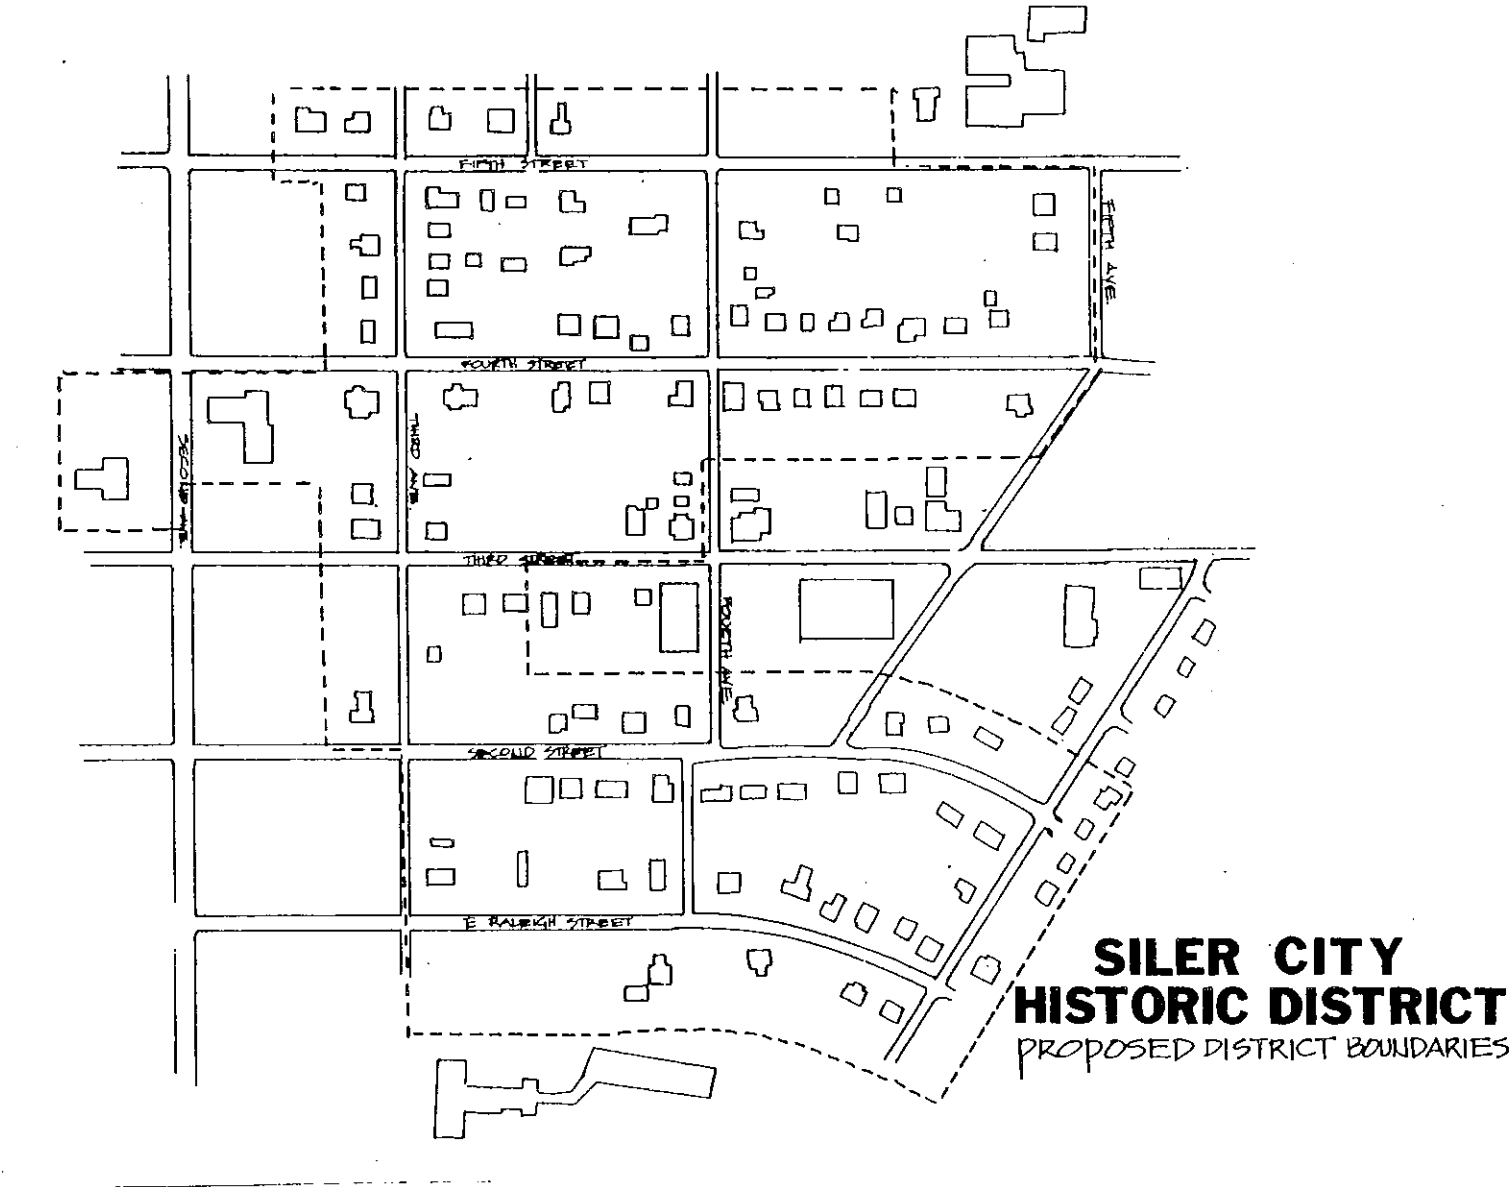 FIFTH STREET
FIFTH AVE.
FOURTH STREET
SECOND AVE
THIRD AVE.
THIRD STREET
FOURTH AVE
SECOND STREET
E RALEIGH STREET
SILER CITY
HISTORIC DISTRICT
PROPOSED DISTRICT BOUNDARIES